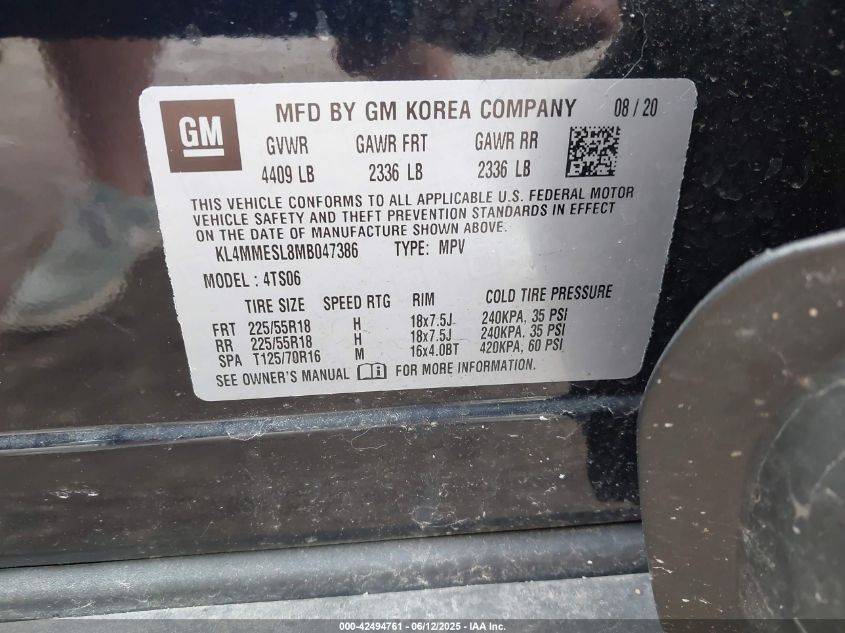 GM
MFD BY GM KOREA COMPANY 08 / 20
GVWR GAWR FRT GAWR RR
4409 LB 2336 LB 2336 LB
THIS VEHICLE CONFORMS TO ALL APPLICABLE U.S. FEDERAL MOTOR
VEHICLE SAFETY AND THEFT PREVENTION STANDARDS IN EFFECT
ON THE DATE OF MANUFACTURE SHOWN ABOVE.
KL4MMESL8MB047386 TYPE: MPV
MODEL : 4TS06
TIRE SIZE SPEED RTG RIM COLD TIRE PRESSURE
FRT 225/55R18 H 18x7.5J 240KPA, 35 PSI
RR 225/55R18 H 18x7.5J 240KPA, 35 PSI
SPA T125/70R16 M 16x4.0BT 420KPA, 60 PSI
SEE OWNER'S MANUAL FOR MORE INFORMATION.
000-42494761 - 06/12/2025 - IAA Inc.